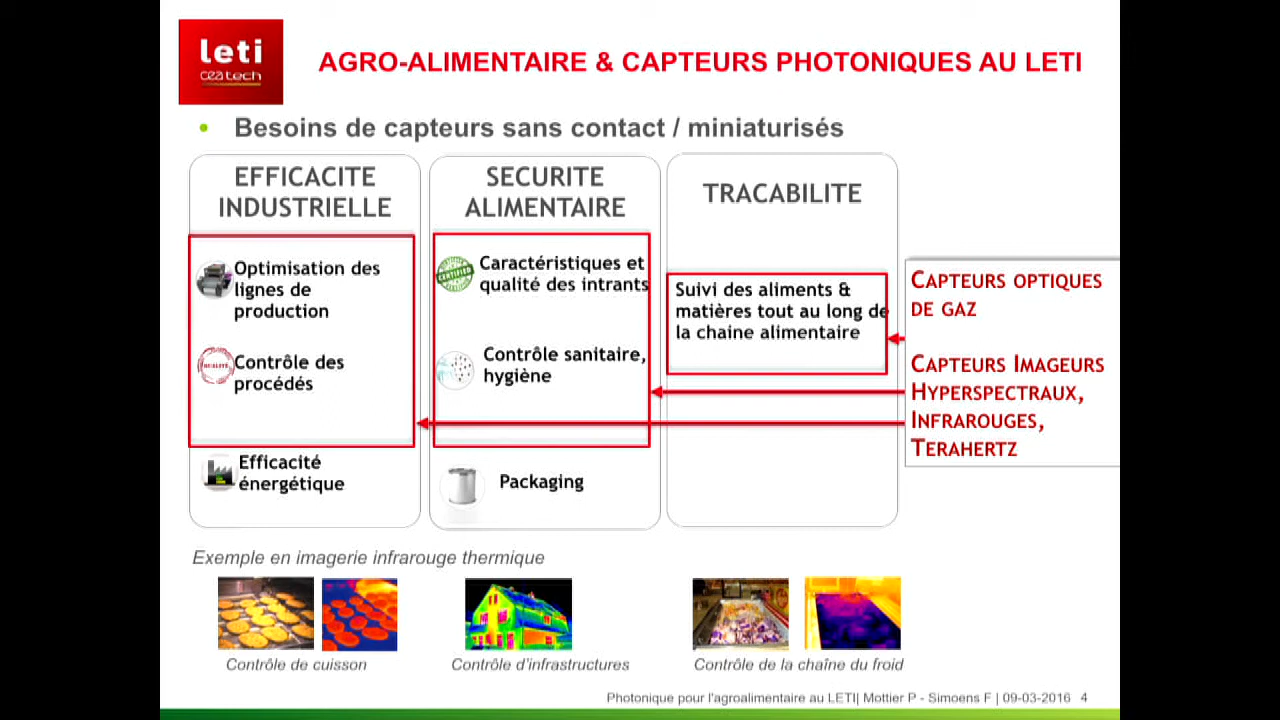 leti
ceatech
AGRO-ALIMENTAIRE & CAPTEURS PHOTONIQUES AU LETI
• Besoins de capteurs sans contact / miniaturisés
EFFICACITE
INDUSTRIELLE
Optimisation des
lignes de
production
Contrôle des
procédés
Efficacité
énergétique
SECURITE
ALIMENTAIRE
CERTIFIED
Caractéristiques et
qualité des intrants
Contrôle sanitaire,
hygiène
Packaging
TRACABILITE
Suivi des aliments &
matières tout au long de
la chaine alimentaire
CAPTEURS OPTIQUES
DE GAZ
CAPTEURS IMAGEURS
HYPERSPECTRAUX,
INFRAROUGES,
TERAHERTZ
Exemple en imagerie infrarouge thermique
Contrôle de cuisson
Contrôle d'infrastructures
Contrôle de la chaîne du froid
Photonique pour l'agroalimentaire au LETI| Mottier P - Simoens F | 09-03-2016 4